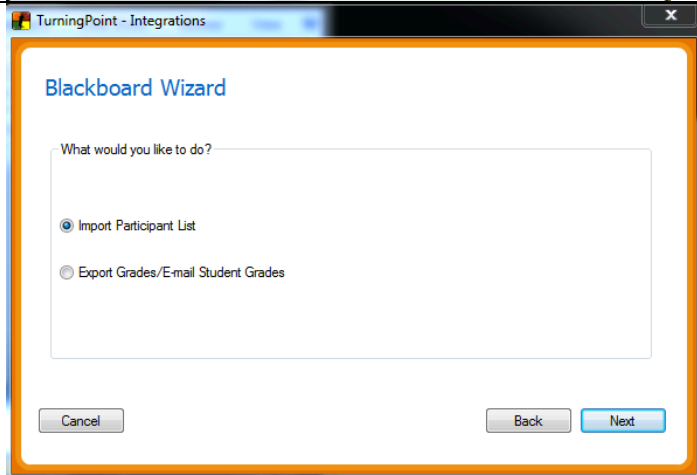 TurningPoint - Integrations
x
Blackboard Wizard
What would you like to do?
Import Participant List
Export Grades/E-mail Student Grades
Cancel Back Next